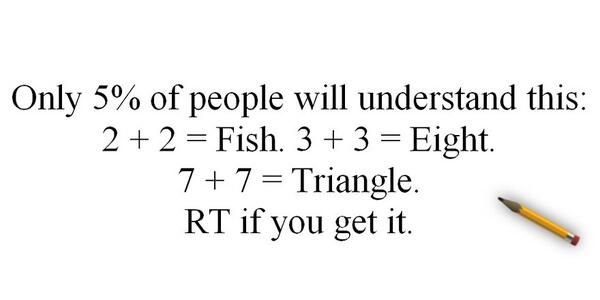 Only 5% of people will understand this:
2 + 2 = Fish. 3 + 3 = Eight.
7 + 7 = Triangle.
RT if you get it.